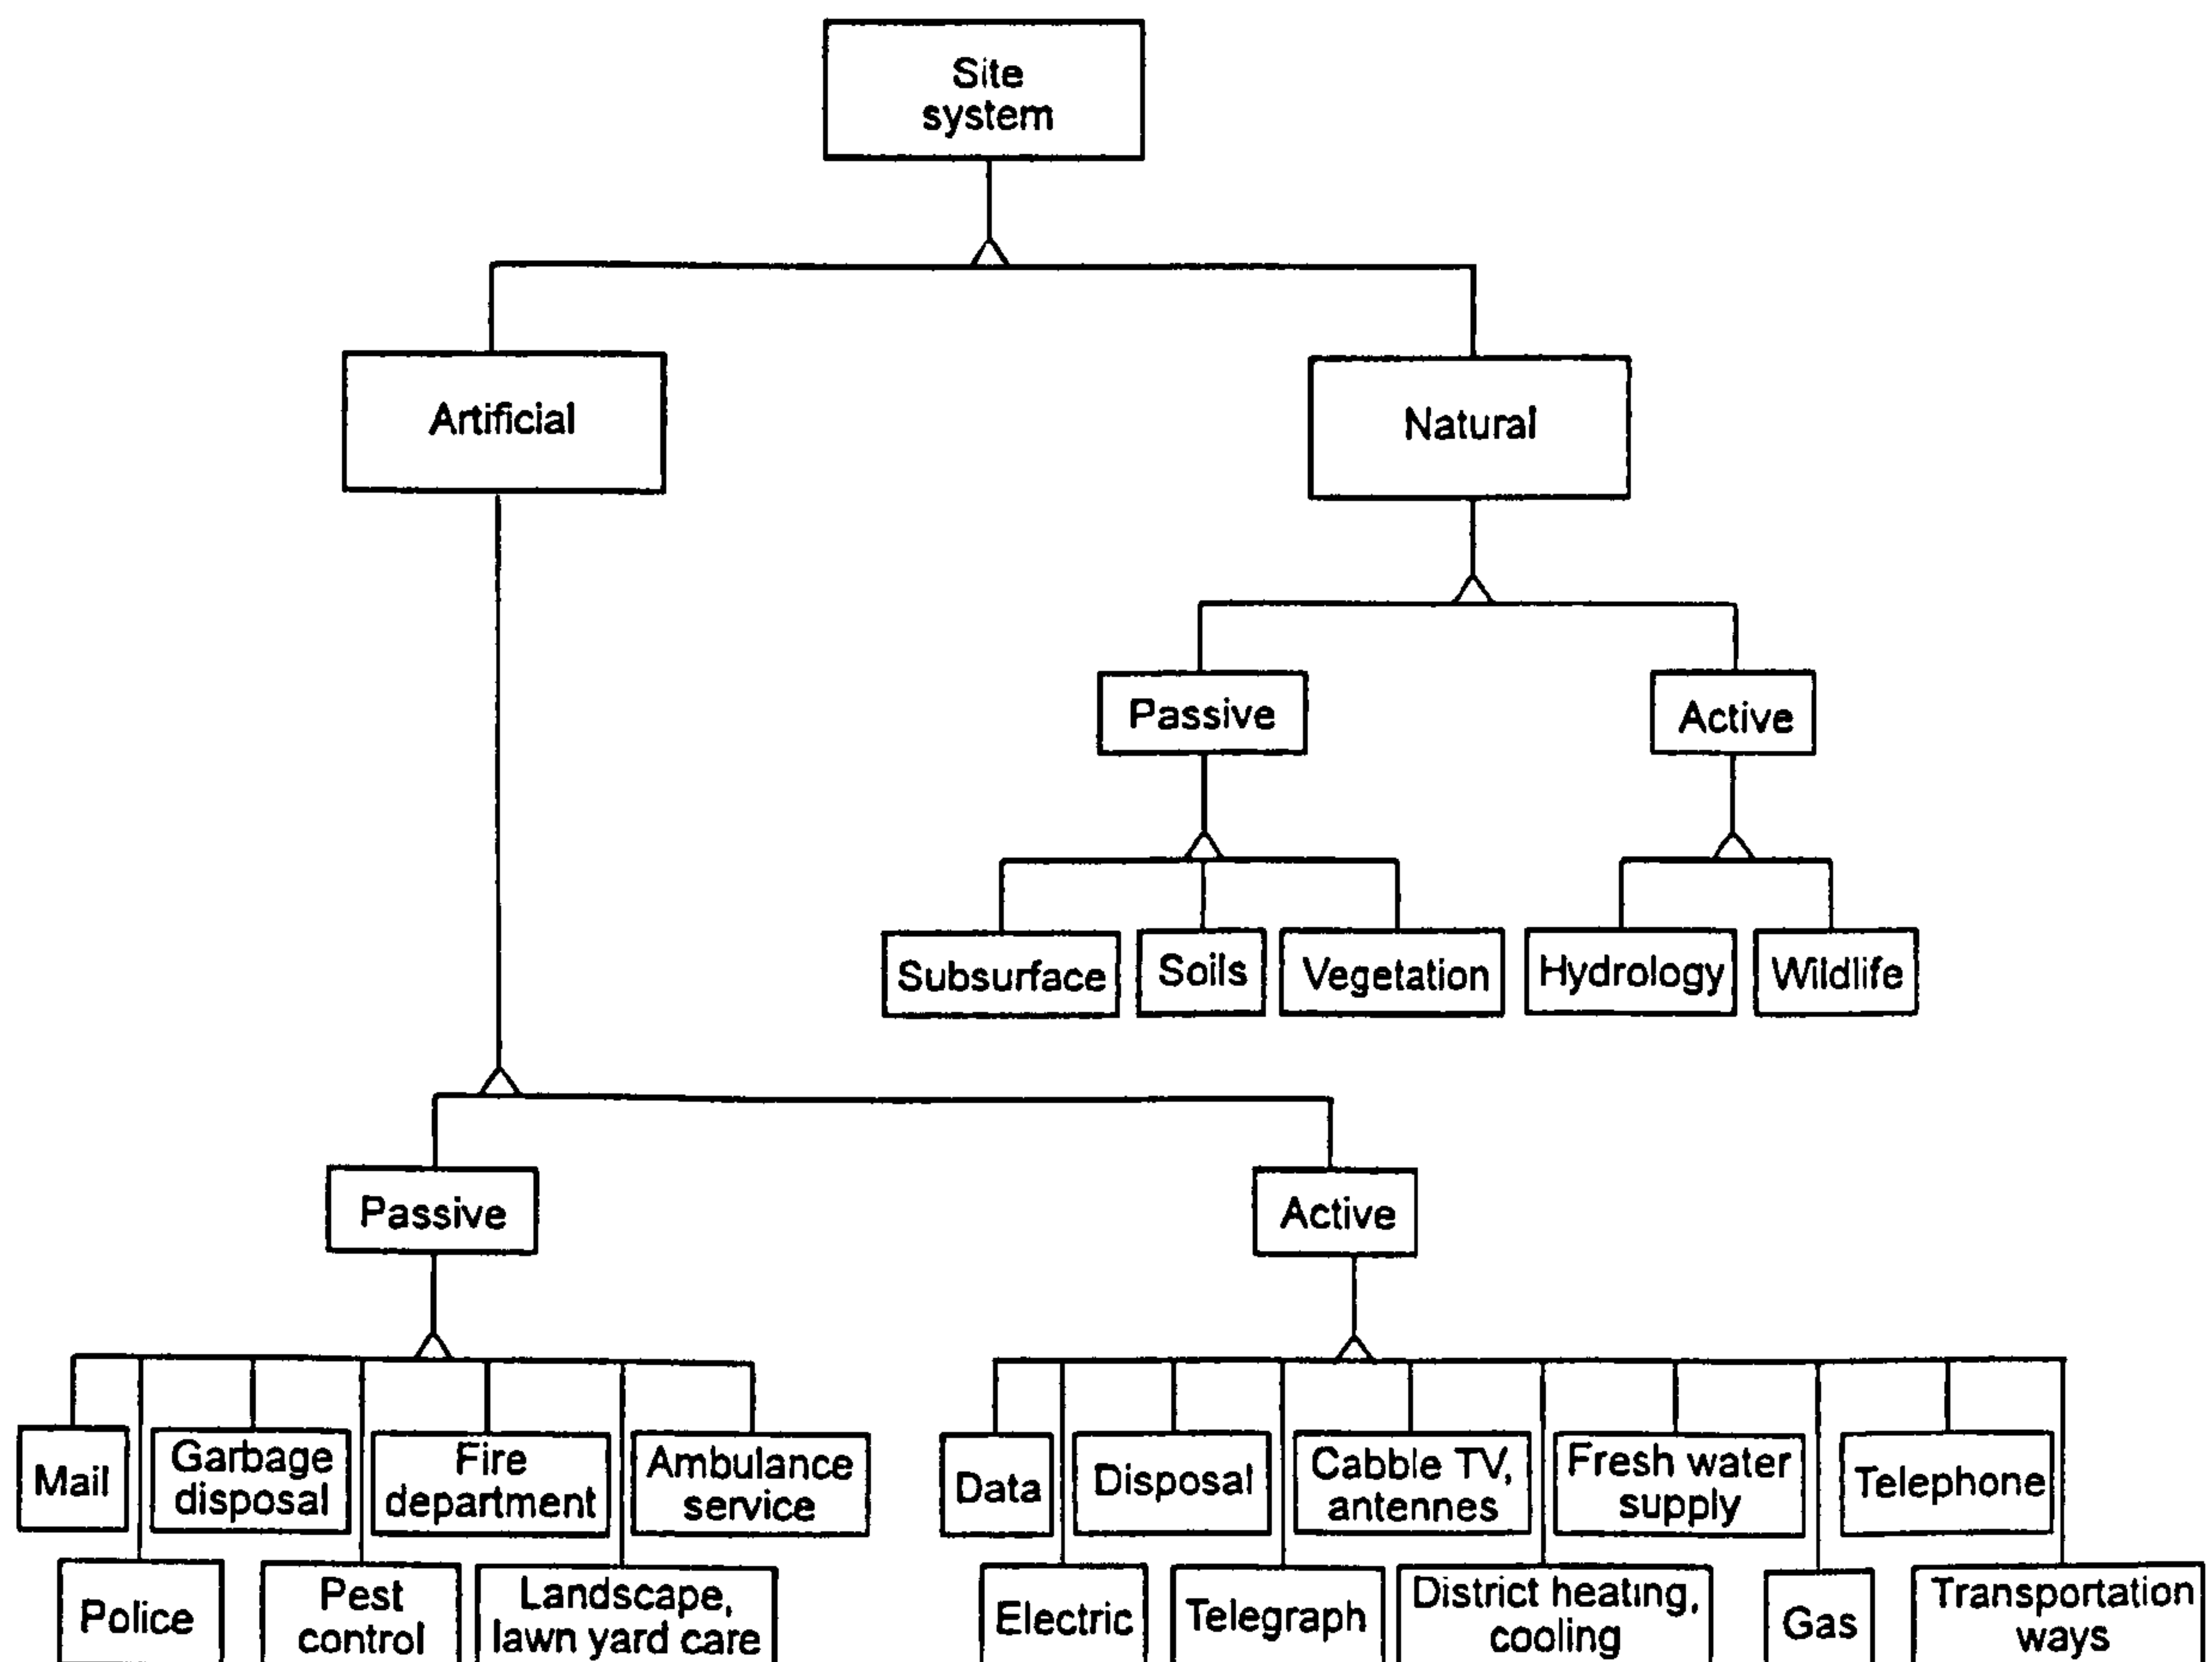 Site
system
Artificial
Natural
Passive
Active
Subsurface
Soils
Vegetation
Hydrology
Wildlife
Passive
Active
Mail
Garbage
disposal
Fire
department
Ambulance
service
Police
Pest
control
Landscape,
lawn yard care
Data
Disposal
Cabble TV,
antennes
Fresh water
supply
Telephone
Electric
Telegraph
District heating,
cooling
Gas
Transportation
ways